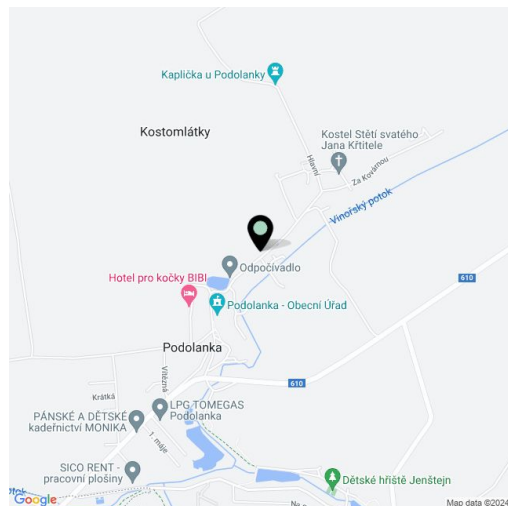 Kaplička u Podolanky
Kostomlátky
Kostel Stětí svatého
Jana Křtitele
Hlavní
Za Kovárnou
Vinořský potok
Odpočívadlo
610
Hotel pro kočky BIBI
Podolanka - Obecní Úřad
Podolanka
610
Krátká
Vítězná
LPG TOMEGAS
Podolanka
PÁNSKÉ A DĚTSKÉ
kadeřnictví MONIKA
1. máje
SICO RENT -
pracovní plošiny
Dětské hřiště Jenštejn
Google
Map data ©2024